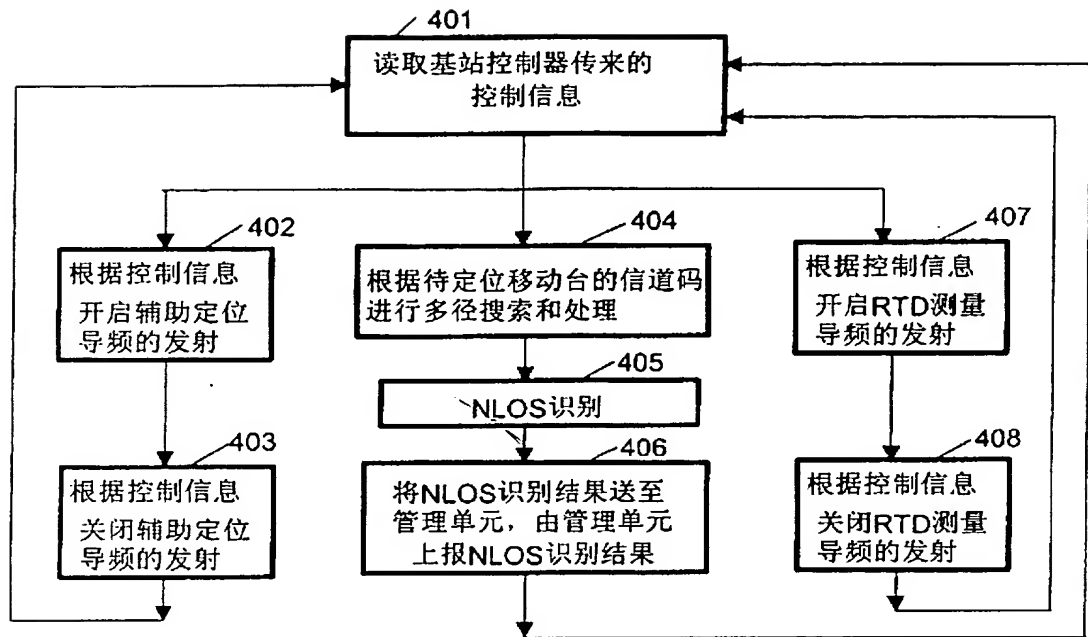 401
读取基站控制器传来的
控制信息
402
根据控制信息
开启辅助定位
导频的发射
403
根据控制信息
关闭辅助定位
导频的发射
404
根据待定位移动台的信道码
进行多径搜索和处理
405
NLOS识别
406
将NLOS识别结果送至
管理单元，由管理单元
上报NLOS识别结果
407
根据控制信息
开启RTD测量
导频的发射
408
根据控制信息
关闭RTD测量
导频的发射